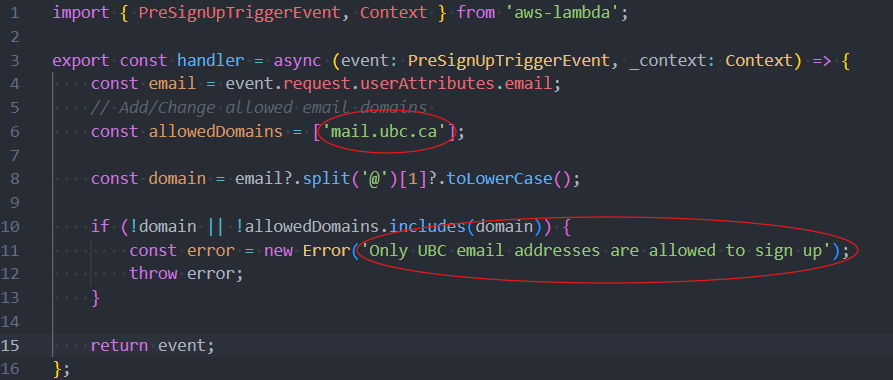 1 import { PreSignUpTriggerEvent, Context } from 'aws-lambda';
2
3 export const handler = async (event: PreSignUpTriggerEvent, _context: Context) => {
4     const email = event.request.userAttributes.email;
5     // Add/Change allowed email domains
6     const allowedDomains = ['mail.ubc.ca'];
7
8     const domain = email?.split('@')[1]?.toLowerCase();
9
10     if (!domain || !allowedDomains.includes(domain)) {
11         const error = new Error('Only UBC email addresses are allowed to sign up');
12         throw error;
13     }
14
15     return event;
16 };